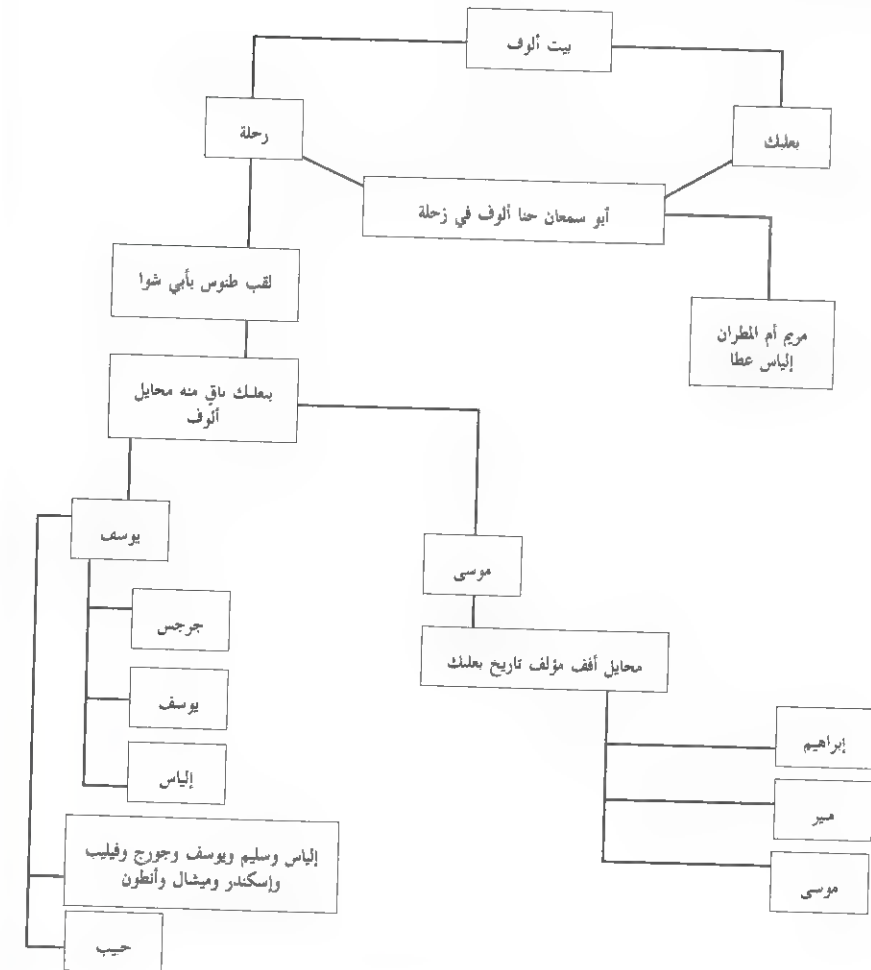 بيت ألوف
رحلة
بعلبك
أبو سمعان حنا ألوف في زحلة
لقب طنوس بأبي شوا
مريم أم المطران
إلياس عطا
ببعلبك باقٍ منه محايل
ألوف
يوسف
موسى
جرجس
محايل أفف مؤلف تاريخ بعلبك
يوسف
إبراهيم
إلياس
إلياس وسليم ويوسف وجورج وفيليب
وإسكندر وميشال وأنطون
موسى
حبيب